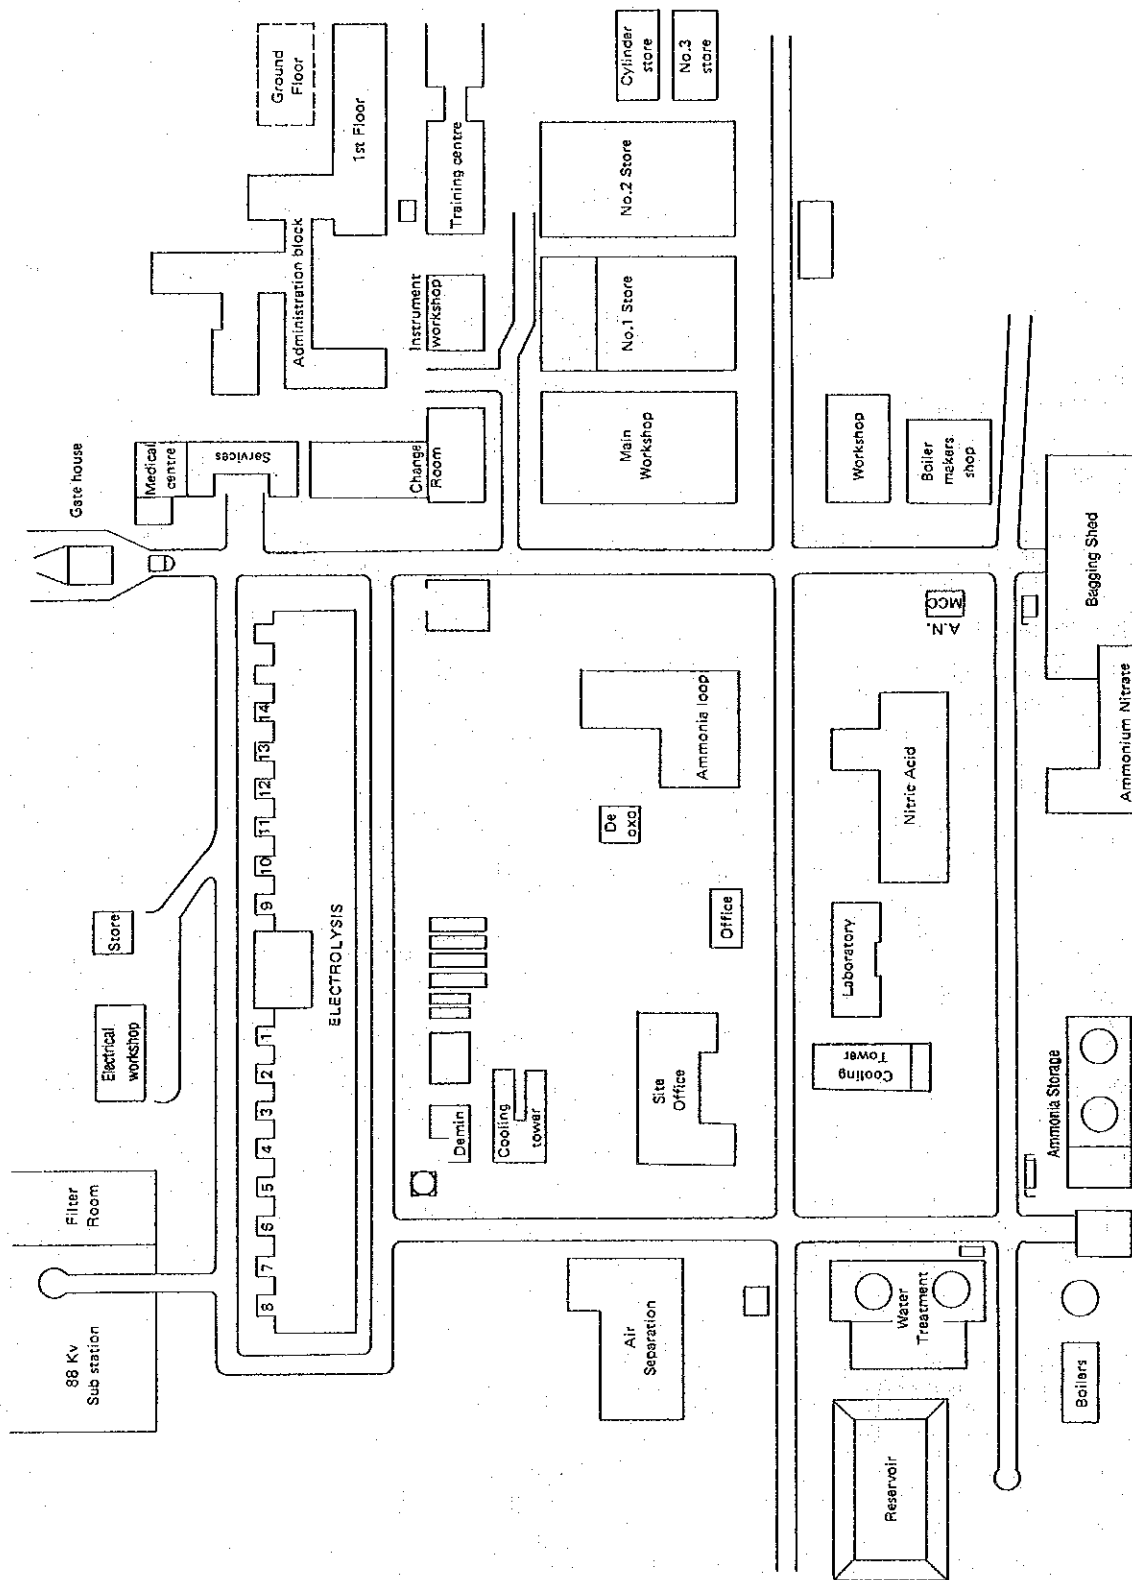 88 Kv
Sub station
Filter
Room
Electrical
workshop
Store
Gate house
Medical
centre
Services
Administration block
Ground
Floor
1st Floor
8
7
6
5
4
3
2
1
9
10
11
12
13
14
ELECTROLYSIS
Change
Room
Instrument
workshop
Training centre
Demin
Cooling
tower
Air
Separation
Site
Office
Office
De
oxo
Ammonia loop
Main
Workshop
No.1 Store
No.2 Store
Cylinder
store
No.3
store
Reservoir
Water
Treatment
Cooling
Tower
Laboratory
Nitric Acid
A.N.
MCC
Workshop
Boiler
makers
shop
Boilers
Ammonia Storage
Ammonium Nitrate
Bagging Shed